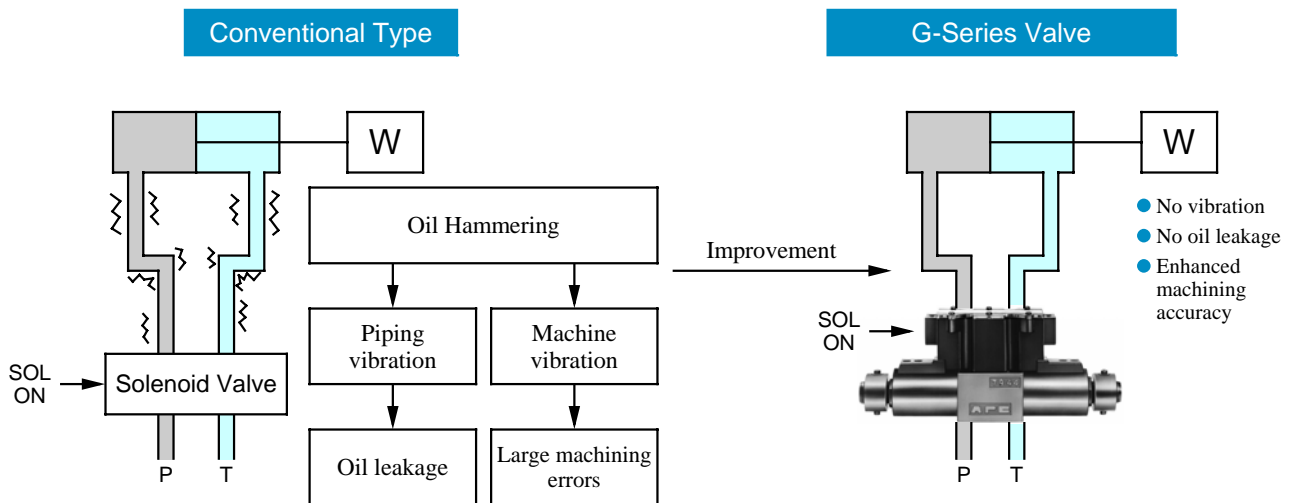 Conventional Type
G-Series Valve
W
W
Oil Hammering
Improvement
No vibration
No oil leakage
Enhanced
machining
accuracy
Piping
vibration
Machine
vibration
SOL
ON
SOL
ON
Solenoid Valve
Oil leakage
Large machining
errors
P
T
P
T